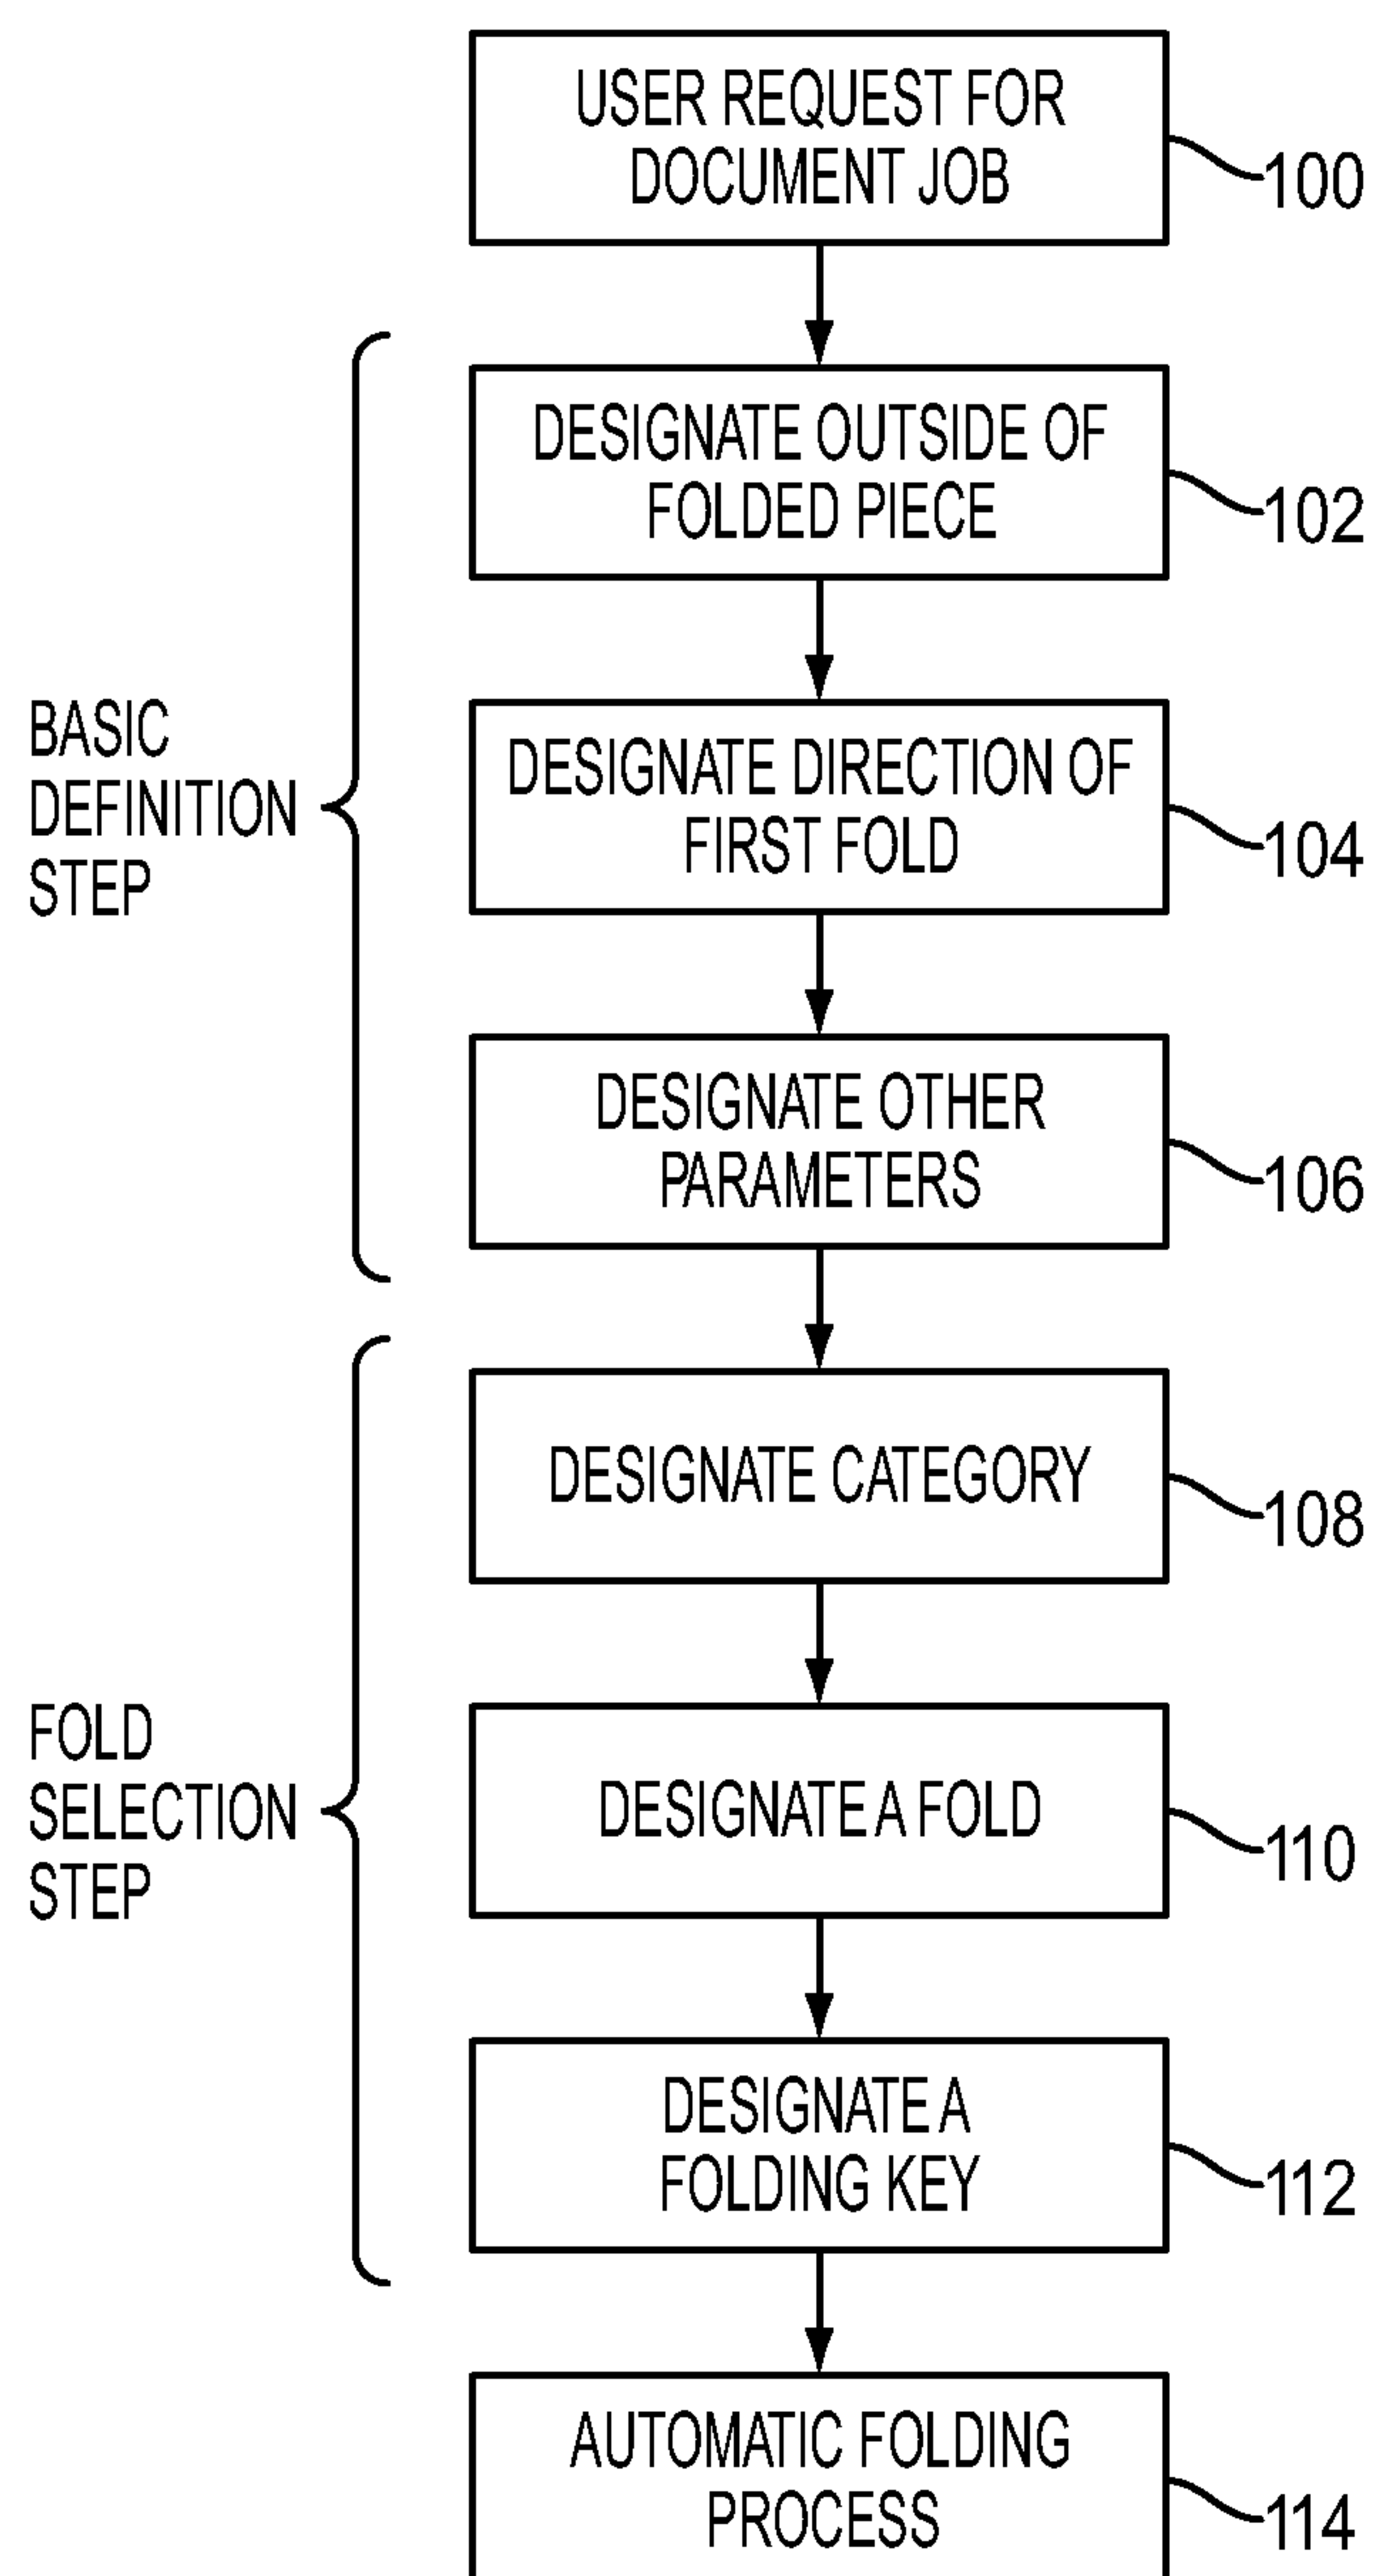 USER REQUEST FOR
DOCUMENT JOB
100
DESIGNATE OUTSIDE OF
FOLDED PIECE
102
BASIC
DEFINITION
STEP
DESIGNATE DIRECTION OF
FIRST FOLD
104
DESIGNATE OTHER
PARAMETERS
106
DESIGNATE CATEGORY
108
FOLD
SELECTION
STEP
DESIGNATE A FOLD
110
DESIGNATE A
FOLDING KEY
112
AUTOMATIC FOLDING
PROCESS
114